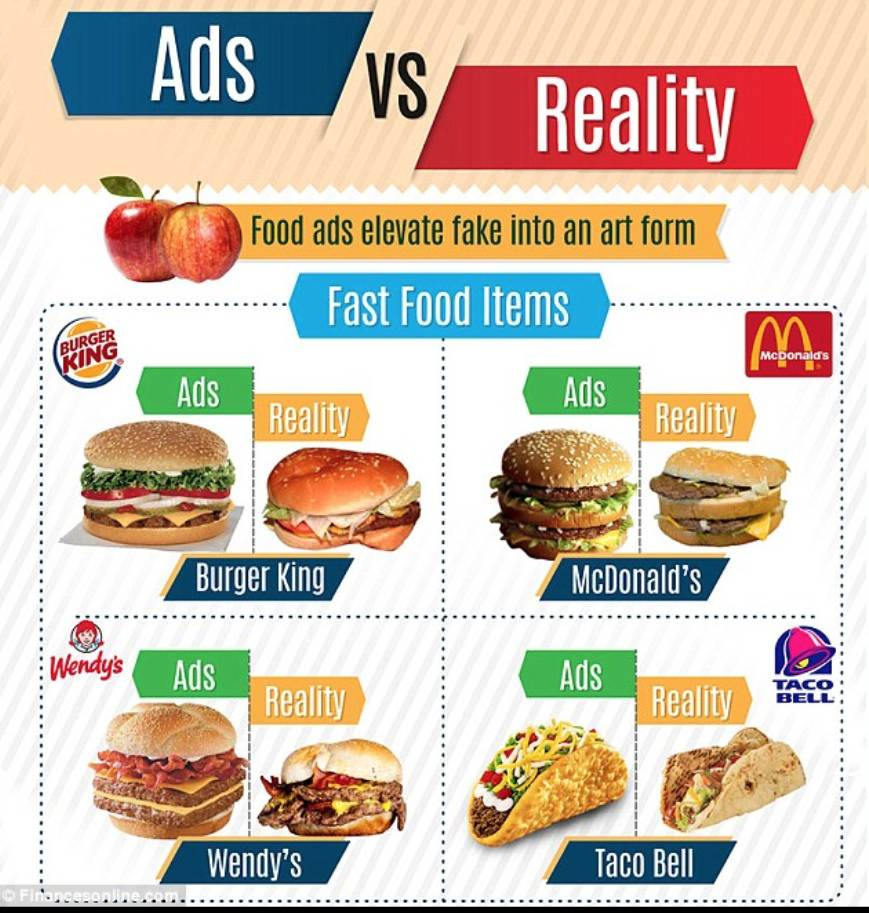 Ads
VS
Reality
Food ads elevate fake into an art form
Fast Food Items
BURGER
KING
McDonald's
Ads
Reality
Ads
Reality
Burger King
McDonald's
Wendy's
Ads
Reality
Ads
Reality
TACO
BELL
Wendy's
Taco Bell
© Financesonline.com